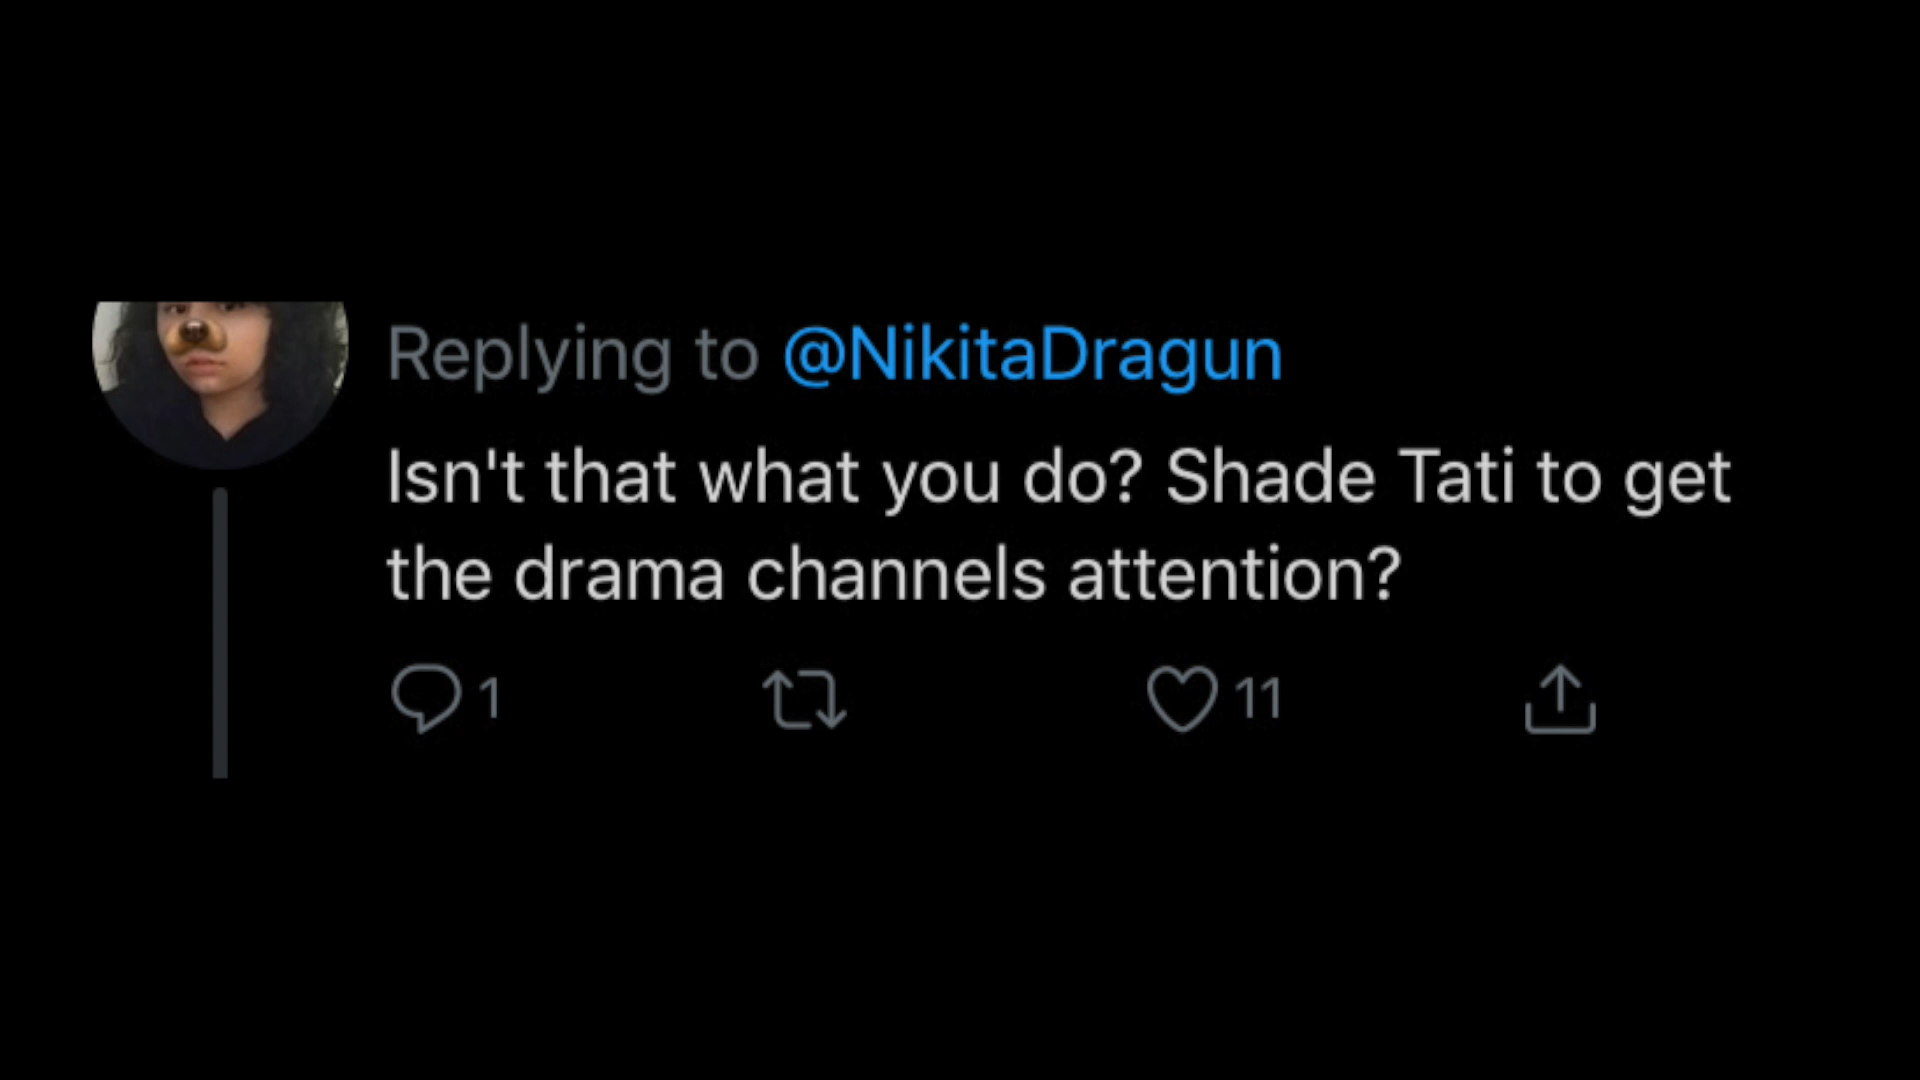 Replying to @NikitaDragun
Isn't that what you do? Shade Tati to get
the drama channels attention?
1 11